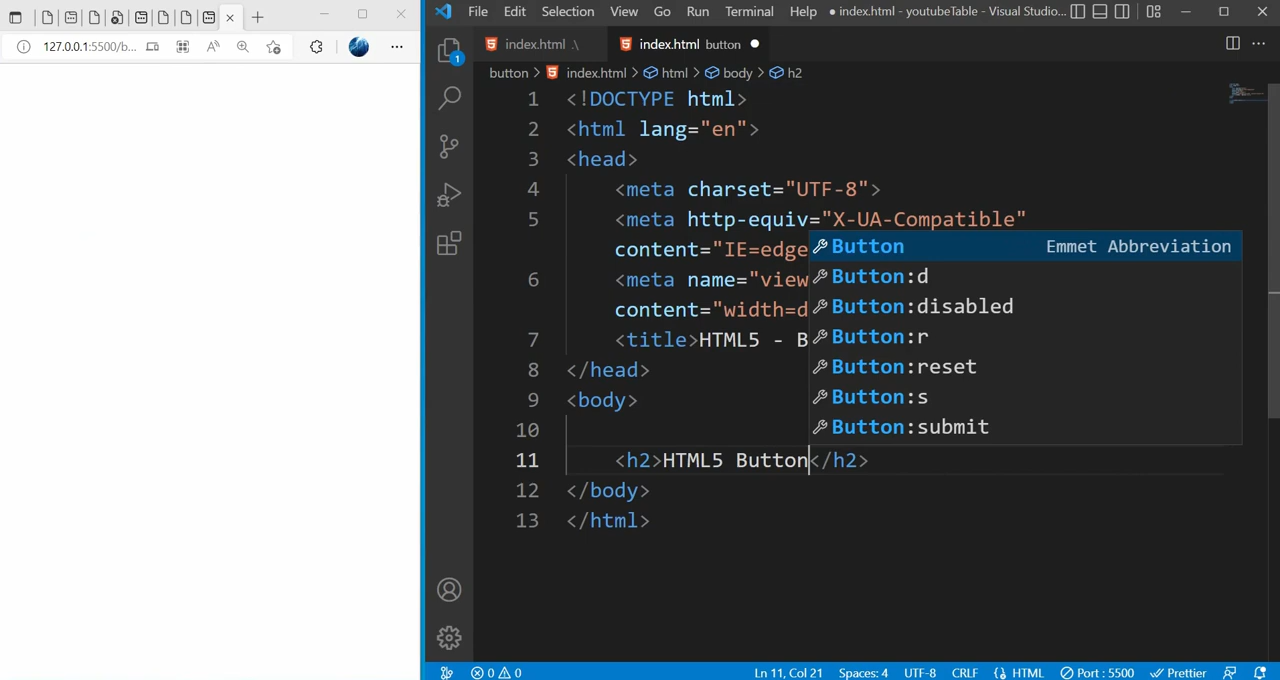 File Edit Selection View Go Run Terminal Help ● index.html - youtubeTable - Visual Studio...
127.0.0.1:5500/b...
index.html .\ index.html button ●
button > index.html > html > body > h2
1 <!DOCTYPE html>
2 <html lang="en">
3 <head>
4 <meta charset="UTF-8">
5 <meta http-equiv="X-UA-Compatible"
content="IE=edge
6 <meta name="view
content="width=d
7 <title>HTML5 - B
8 </head>
9 <body>
10
11 <h2>HTML5 Button</h2>
12 </body>
13 </html>
Button Emmet Abbreviation
Button:d
Button:disabled
Button:r
Button:reset
Button:s
Button:submit
1
0 0 Ln 11, Col 21 Spaces: 4 UTF-8 CRLF {} HTML Port : 5500 Prettier